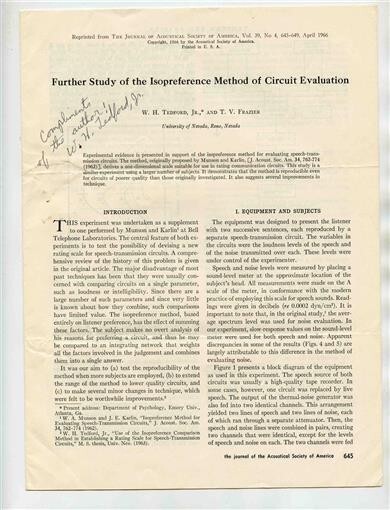 Reprinted from THE JOURNAL OF ACOUSTICAL SOCIETY OF AMERICA, Vol. 39, No 4, 643-649, April 1966
Copyright, 1966 by the Acoustical Society of America.
Printed in U. S. A.
Further Study of the Isopreference Method of Circuit Evaluation
W. H. TEDFORD, JR.,* AND T. V. FRAZIER
University of Nevada, Reno, Nevada
Compliments
of the author
W. H. Tedford, Jr.
Experimental evidence is presented in support of the isopreference method for evaluating speech-trans-
mission circuits. The method, originally proposed by Munson and Karlin, [J. Acoust. Soc. Am. 34, 762-774
(1962)], derives a one-dimensional scale suitable for use in rating communication circuits. This study is a
similar experiment using a larger number of subjects. It demonstrates that the method is reproducible even
for circuits of poorer quality than those originally investigated. It also suggests several improvements in
technique.
INTRODUCTION
THIS experiment was undertaken as a supplement
to one performed by Munson and Karlin¹ at Bell
Telephone Laboratories. The central feature of both ex-
periments is to test the possibility of devising a new
rating scale for speech-transmission circuits. A compre-
hensive review of the history of this problem is given
in the original article. The major disadvantage of most
past techniques has been that they were usually con-
cerned with comparing circuits on a single parameter,
such as loudness or intelligibility. Since there are a
large number of such parameters and since very little
is known about how they combine, such comparisons
have limited value. The isopreference method, based
entirely on listener preference, has the effect of summing
these factors. The subject makes no overt analysis of
his reasons for preferring a circuit, and thus he may
be compared to an integrating network that weights
all the factors involved in the judgement and combines
them into a single answer.
It was our aim to (a) test the reproducibility of the
method when more subjects are employed, (b) to extend
the range of the method to lower quality circuits, and
(c) to make several minor changes in technique, which
were felt to be worthwhile improvements.²
* Present address: Department of Psychology, Emory Univ.,
Atlanta, Ga.
¹ W. A. Munson and J. E. Karlin, "Isopreference Method for
Evaluating Speech-Transmission Circuits," J. Acoust. Soc. Am.
34, 762-774 (1962).
² W. H. Tedford, Jr., "Use of the Isopreference Comparison
Method in Establishing a Rating Scale for Speech-Transmission
Circuits," M. S. thesis, Univ. Nev. (1965).
I. EQUIPMENT AND SUBJECTS
The equipment was designed to present the listener
with two successive sentences, each reproduced by a
separate speech-transmission circuit. The variables in
the circuits were the loudness levels of the speech and
of the noise transmitted over each. These levels were
under control of the experimenter.
Speech and noise levels were measured by placing a
sound-level meter at the approximate location of the
subject's head. All measurements were made on the A
scale of the meter, in conformance with the modern
practice of employing this scale for speech sounds. Read-
ings were given in decibels (re 0.0002 dyn/cm²). It is
important to note that, in the original study,¹ the aver-
age spectrum level was used for noise evaluation. In
our experiment, slow-response values on the sound-level
meter were used for both speech and noise. Apparent
discrepancies in some of the results (Figs. 4 and 5) are
largely attributable to this difference in the method of
evaluating noise.
Figure 1 presents a block diagram of the equipment
as used in this experiment. The speech source of both
circuits was usually a high-quality tape recorder. In
some cases, however, one circuit was replaced by live
speech. The output of the thermal-noise generator was
also fed into two identical channels. This arrangement
yielded two lines of speech and two lines of noise, each
of which ran through a separate attenuator. Then, the
speech and noise lines were combined in pairs, creating
two channels that were identical, except for the levels
of speech and noise on each. The two channels were fed
the Journal of the Acoustical Society of America 645